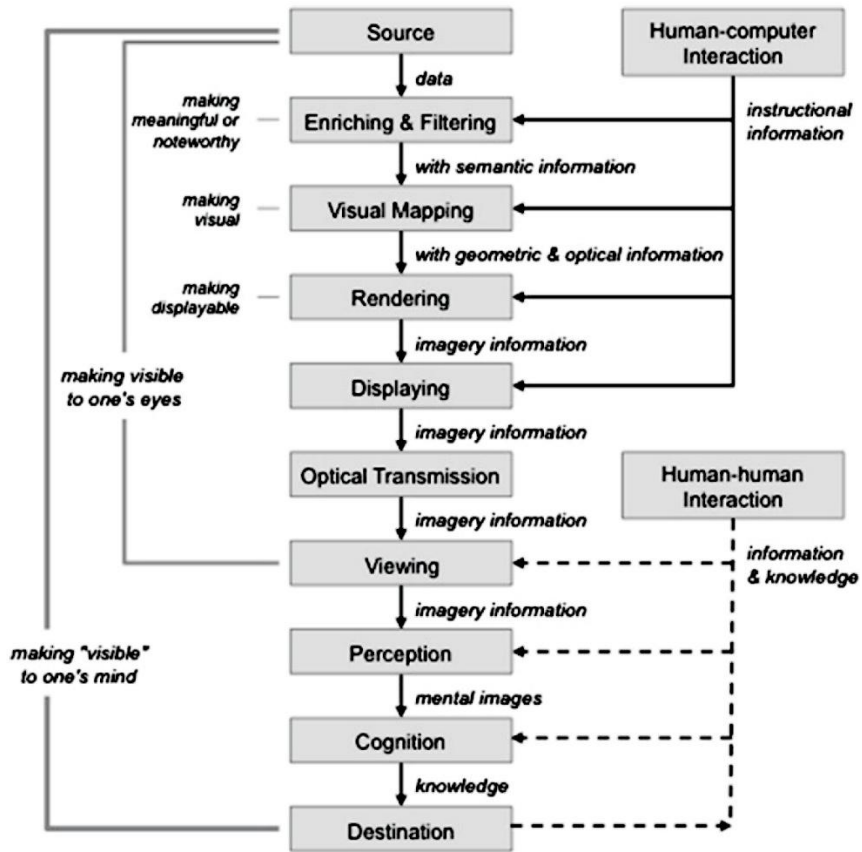 Source
Human-computer
Interaction
data
making
meaningful or
noteworthy
Enriching & Filtering
instructional
information
with semantic information
making
visual
Visual Mapping
with geometric & optical information
making
displayable
Rendering
imagery information
making visible
to one's eyes
Displaying
imagery information
Optical Transmission
Human-human
Interaction
imagery information
Viewing
information
& knowledge
imagery information
making "visible"
to one's mind
Perception
mental images
Cognition
knowledge
Destination